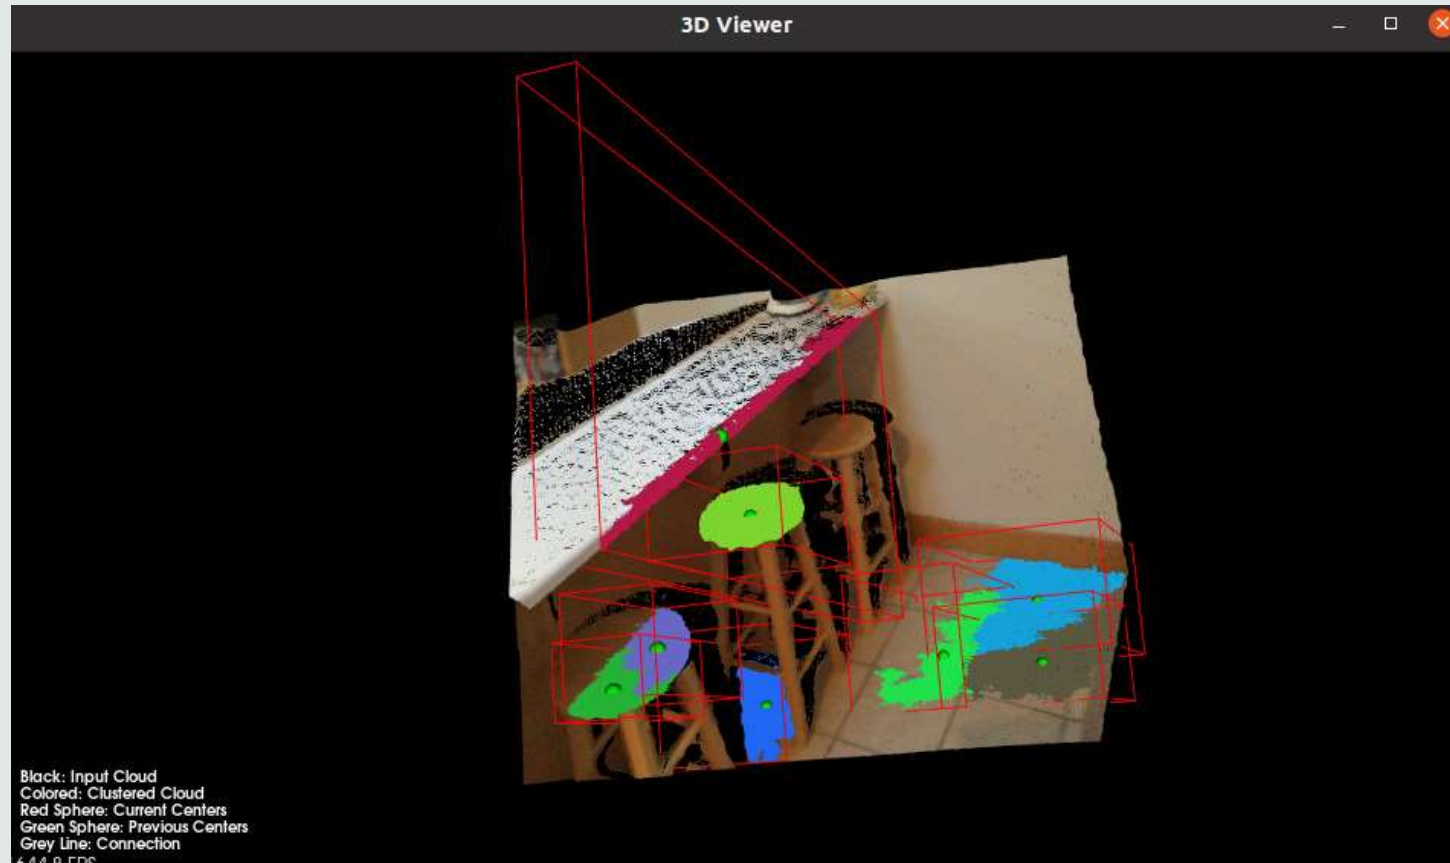 3D Viewer
Black: Input Cloud
Colored: Clustered Cloud
Red Sphere: Current Centers
Green Sphere: Previous Centers
Grey Line: Connection
FPS